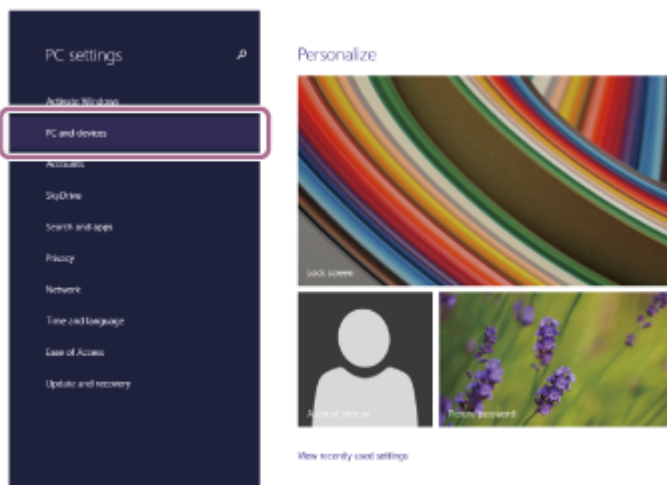 PC settings
Activate Windows
PC and devices
Accounts
SkyDrive
Search and apps
Privacy
Network
Time and language
Ease of Access
Update and recovery
Personalize
Lock screen
Account picture
Picture password
View recently used settings